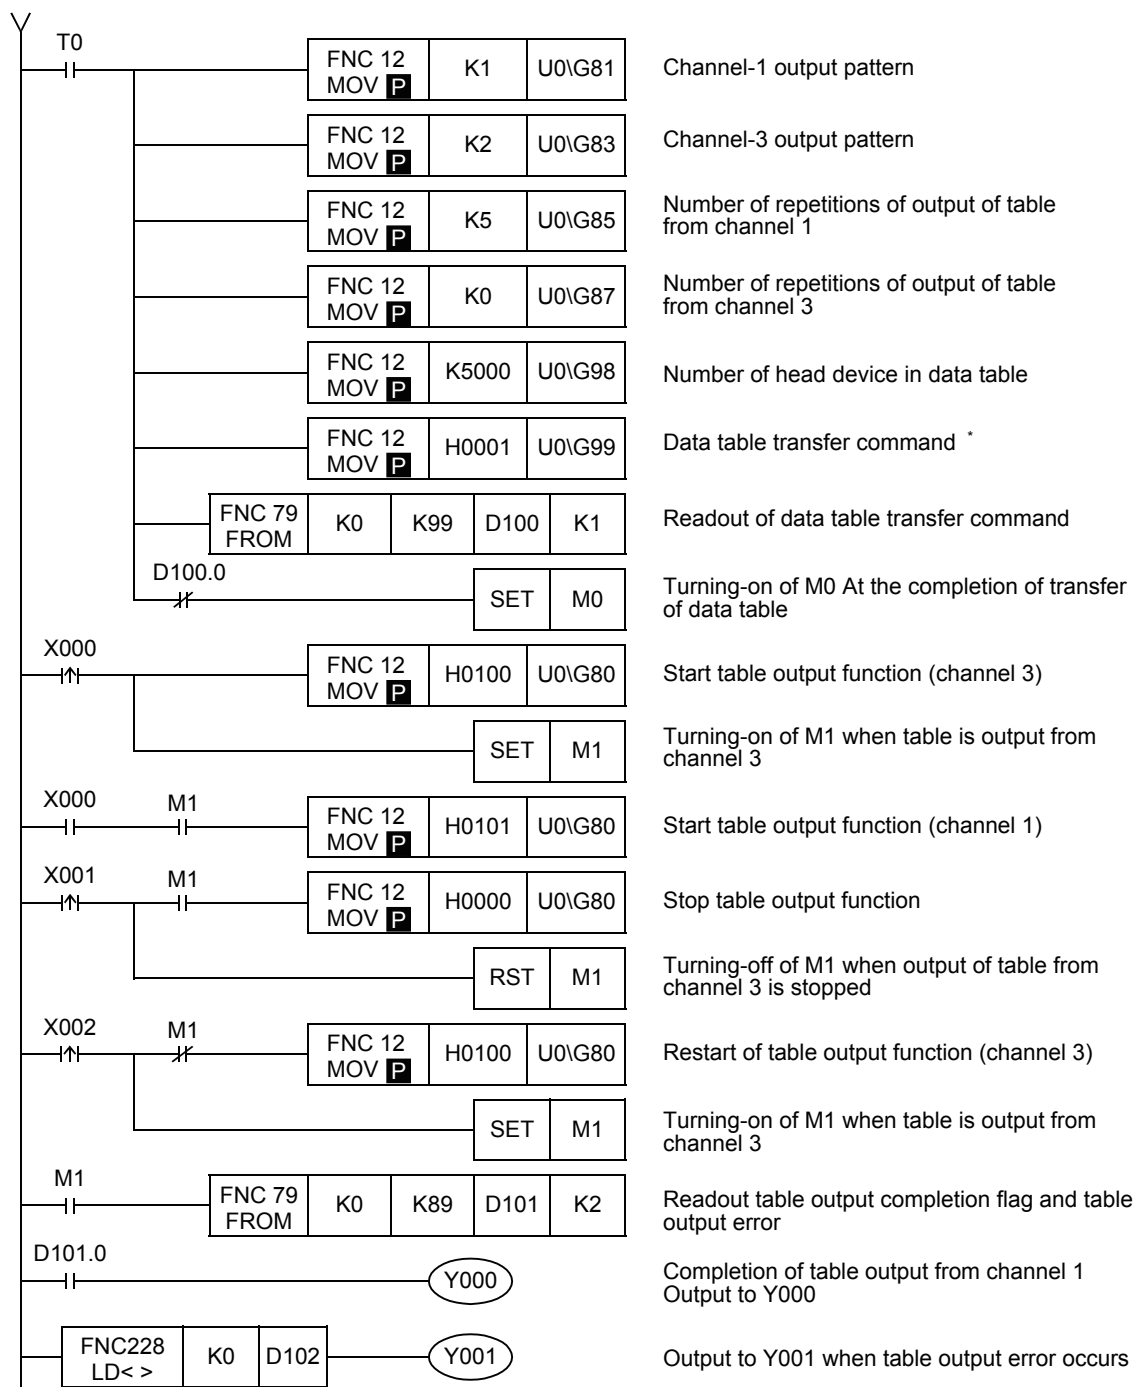 T0
FNC 12
MOV P
K1
U0\G81
Channel-1 output pattern
FNC 12
MOV P
K2
U0\G83
Channel-3 output pattern
FNC 12
MOV P
K5
U0\G85
Number of repetitions of output of table
from channel 1
FNC 12
MOV P
K0
U0\G87
Number of repetitions of output of table
from channel 3
FNC 12
MOV P
K5000
U0\G98
Number of head device in data table
FNC 12
MOV P
H0001
U0\G99
Data table transfer command *
FNC 79
FROM
K0
K99
D100
K1
Readout of data table transfer command
D100.0
SET
M0
Turning-on of M0 At the completion of transfer
of data table
X000
FNC 12
MOV P
H0100
U0\G80
Start table output function (channel 3)
SET
M1
Turning-on of M1 when table is output from
channel 3
X000
M1
FNC 12
MOV P
H0101
U0\G80
Start table output function (channel 1)
X001
M1
FNC 12
MOV P
H0000
U0\G80
Stop table output function
RST
M1
Turning-off of M1 when output of table from
channel 3 is stopped
X002
M1
FNC 12
MOV P
H0100
U0\G80
Restart of table output function (channel 3)
SET
M1
Turning-on of M1 when table is output from
channel 3
M1
FNC 79
FROM
K0
K89
D101
K2
Readout table output completion flag and table
output error
D101.0
Y000
Completion of table output from channel 1
Output to Y000
FNC228
LD< >
K0
D102
Y001
Output to Y001 when table output error occurs